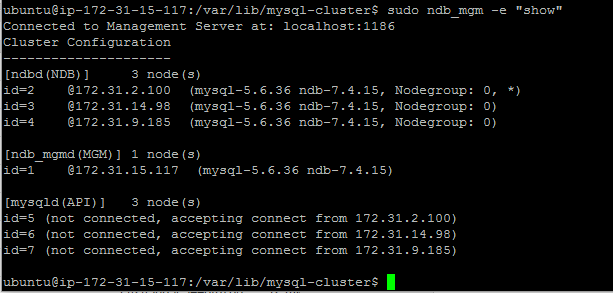 ubuntu@ip-172-31-15-117:/var/lib/mysql-cluster$ sudo ndb_mgm -e "show"
Connected to Management Server at: localhost:1186
Cluster Configuration
---------------------
[ndbd(NDB)]     3 node(s)
id=2    @172.31.2.100  (mysql-5.6.36 ndb-7.4.15, Nodegroup: 0, *)
id=3    @172.31.14.98  (mysql-5.6.36 ndb-7.4.15, Nodegroup: 0)
id=4    @172.31.9.185  (mysql-5.6.36 ndb-7.4.15, Nodegroup: 0)
[ndb_mgmd(MGM)] 1 node(s)
id=1    @172.31.15.117  (mysql-5.6.36 ndb-7.4.15)
[mysqld(API)]   3 node(s)
id=5 (not connected, accepting connect from 172.31.2.100)
id=6 (not connected, accepting connect from 172.31.14.98)
id=7 (not connected, accepting connect from 172.31.9.185)
ubuntu@ip-172-31-15-117:/var/lib/mysql-cluster$